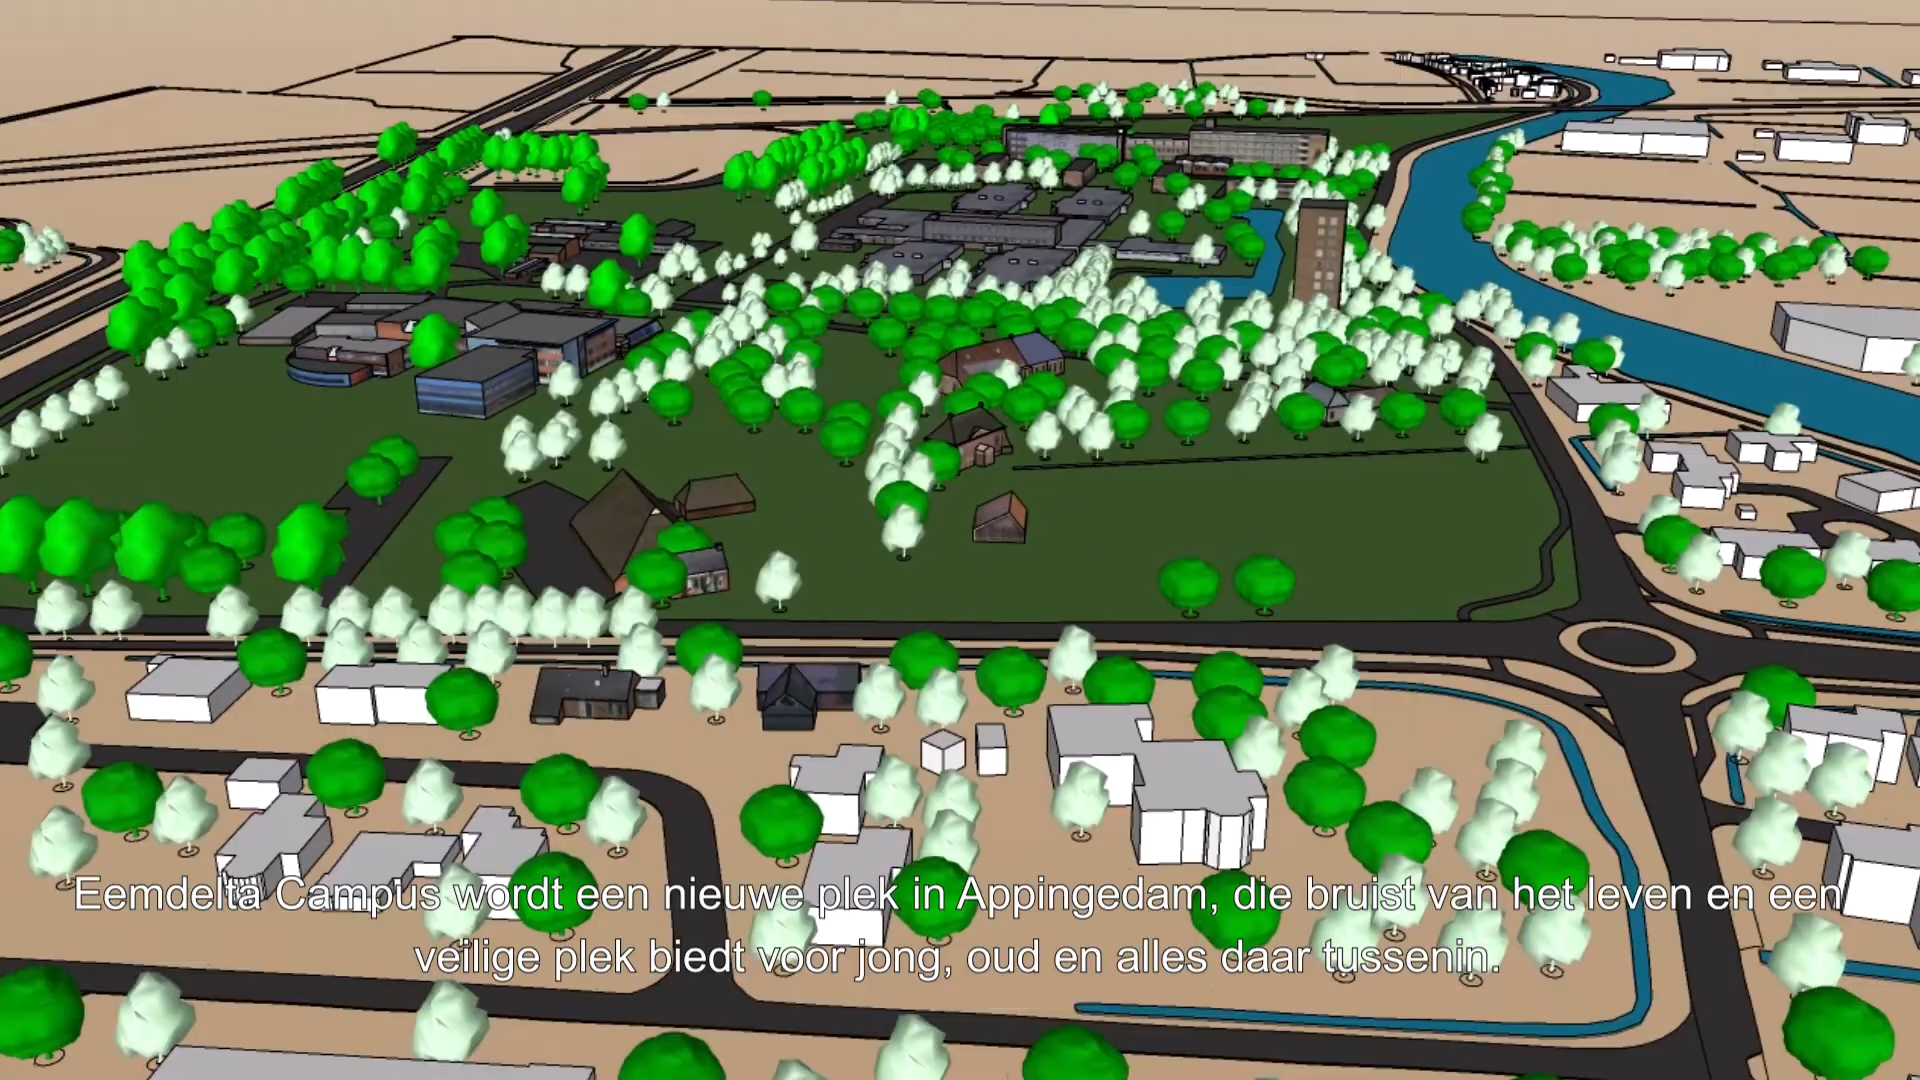 Eemdelta Campus wordt een nieuwe plek in Appingedam, die bruist van het leven en een
veilige plek biedt voor jong, oud en alles daar tussenin.